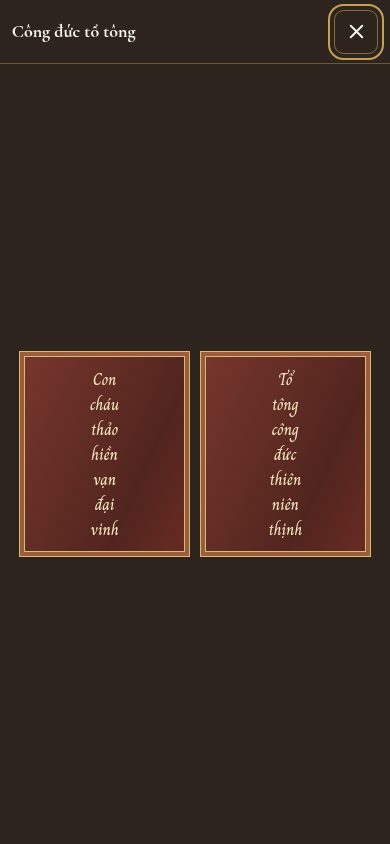 Công đức tổ tông
Con
cháu
thảo
hiền
vạn
đại
vinh
Tổ
tông
công
đức
thiên
niên
thịnh